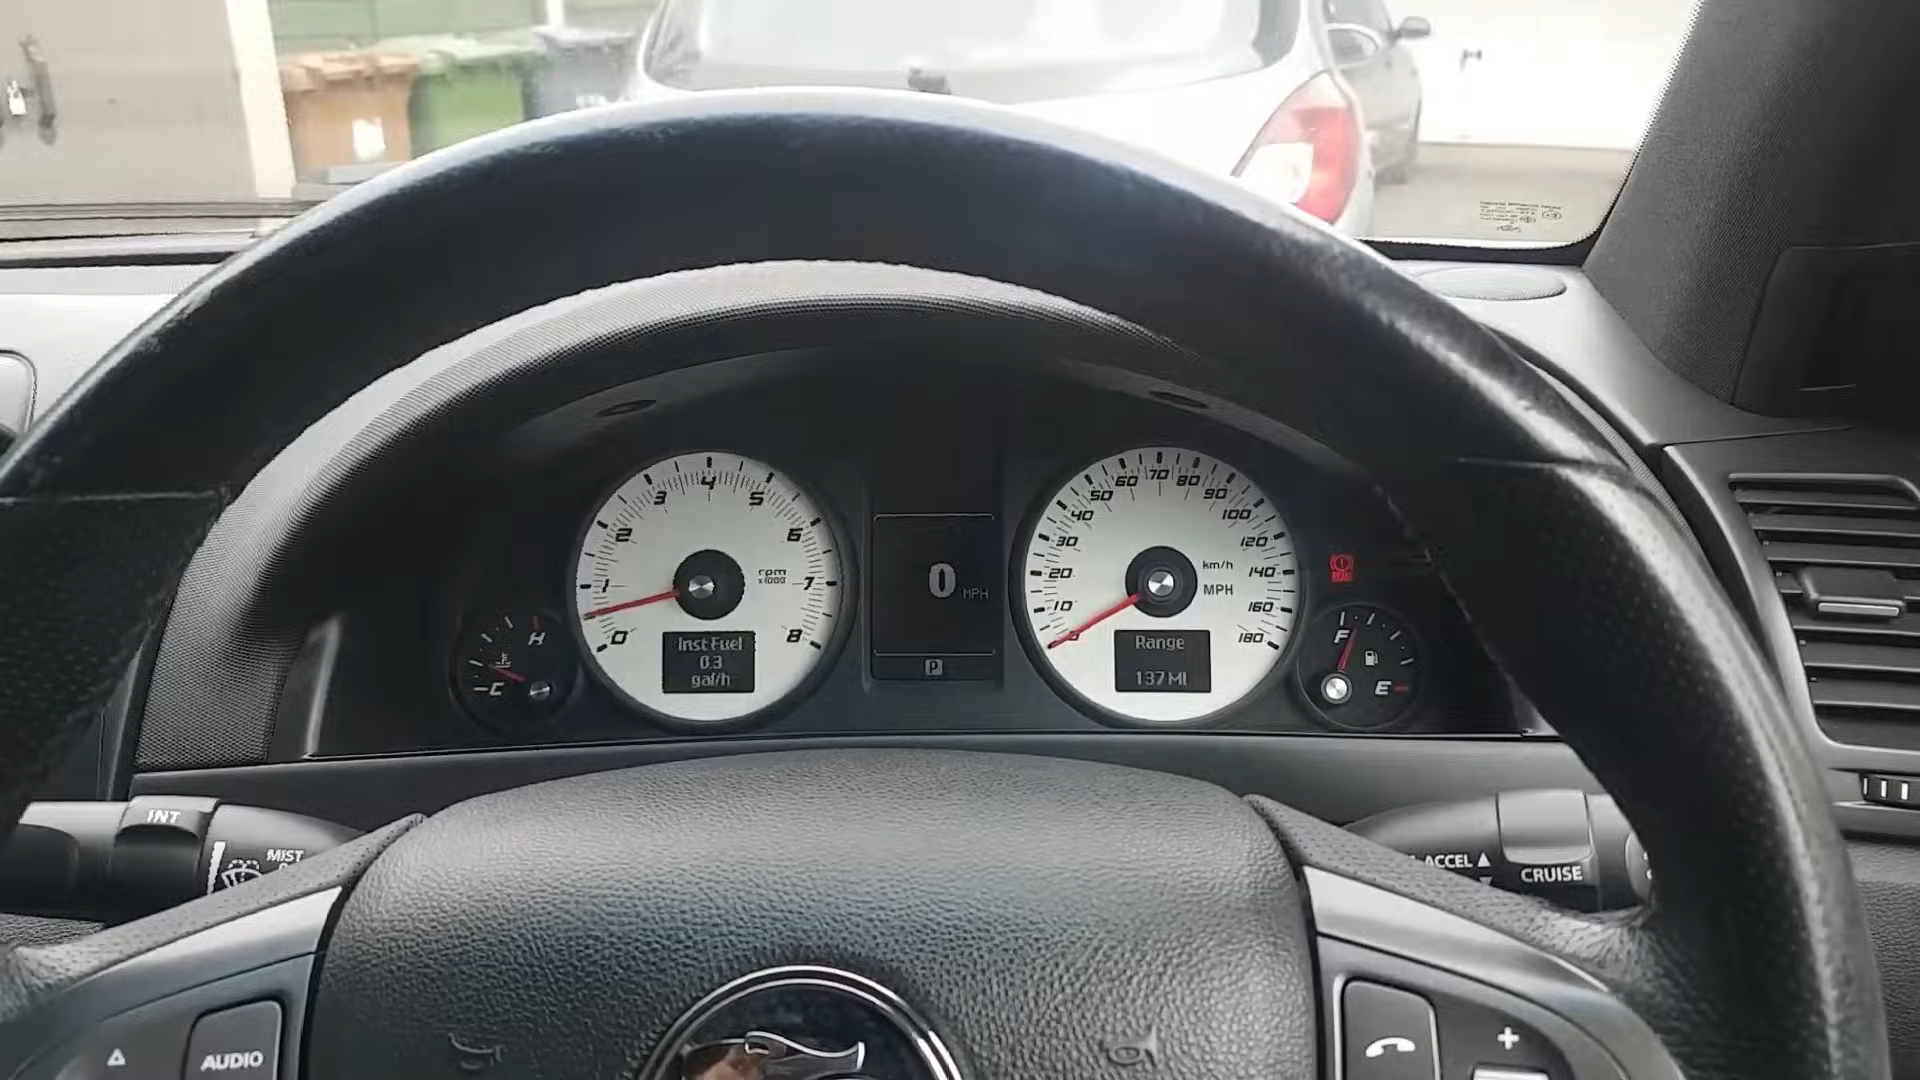 4
3
5
2
6
rpm
x1000
1
7
0
8
Inst Fuel
0.3
gal/h
H
C
0 MPH
P
70
60
80
50
90
40
100
30
120
km/h
20
140
MPH
10
160
0
180
Range
137 MI
BRAKE
F
E
INT
MIST
ACCEL
CRUISE
AUDIO
+